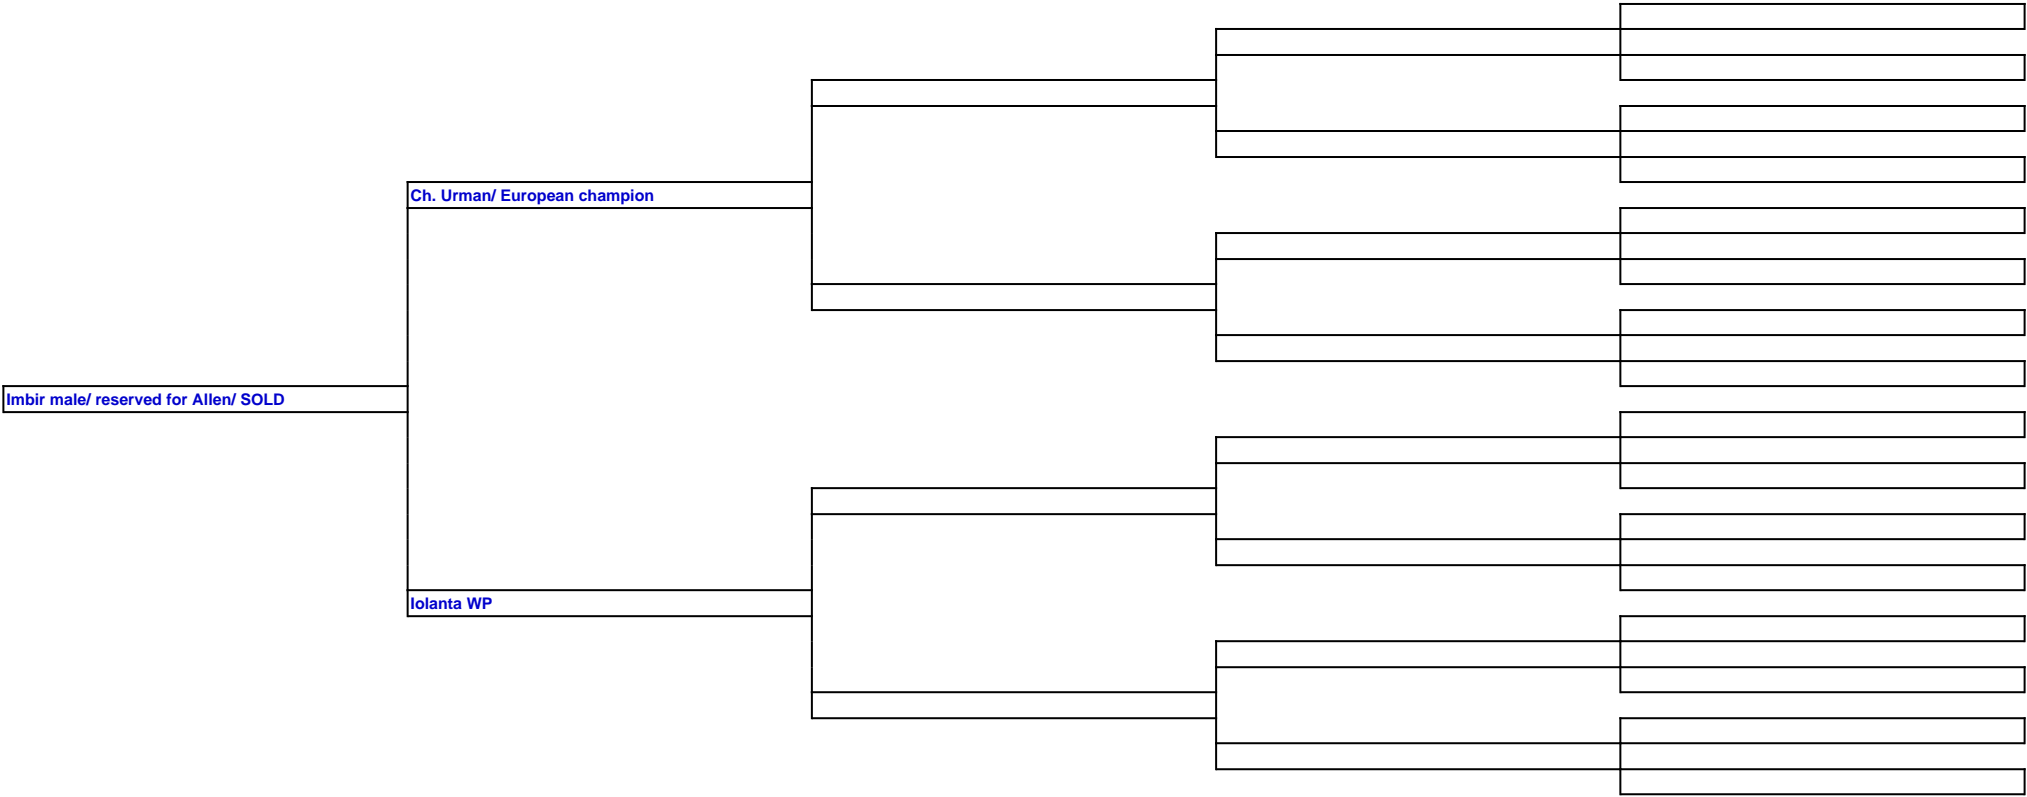 Ch. Urman/ European champion
Imbir male/ reserved for Allen/ SOLD
Iolanta WP